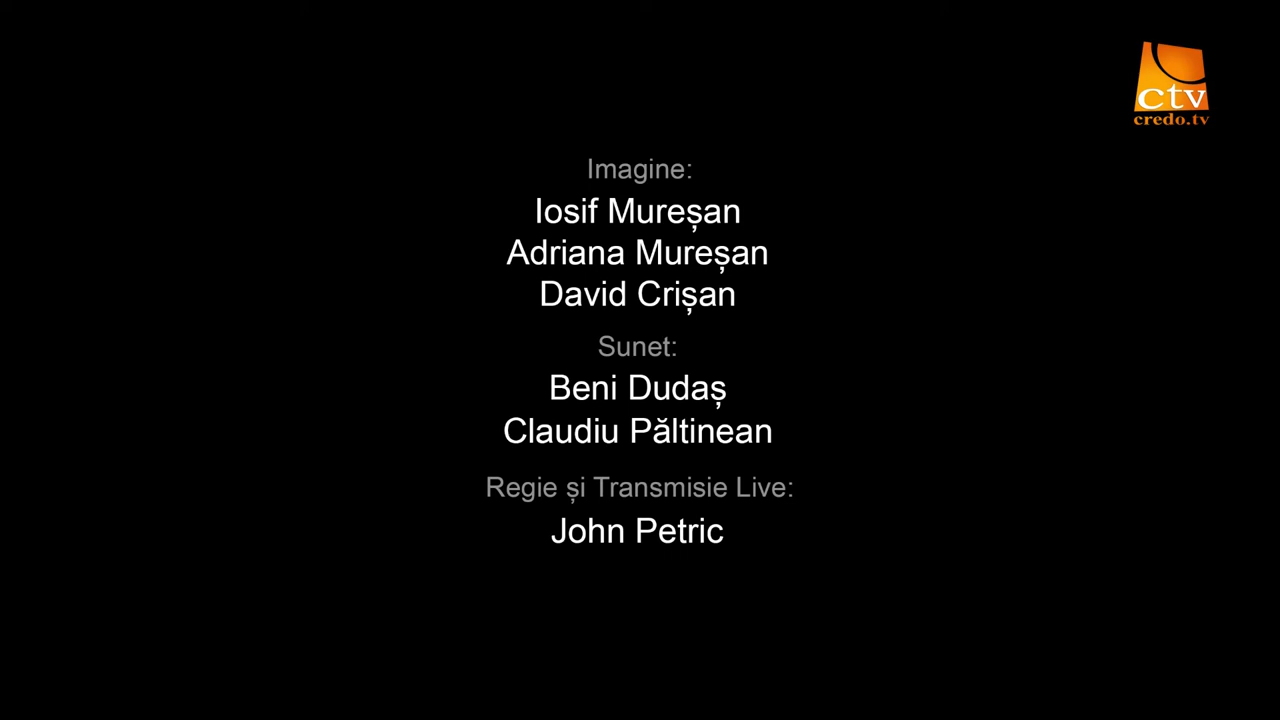 ctv
credo.tv
Imagine:
Iosif Mureșan
Adriana Mureșan
David Crișan
Sunet:
Beni Dudaș
Claudiu Păltinean
Regie și Transmisie Live:
John Petric